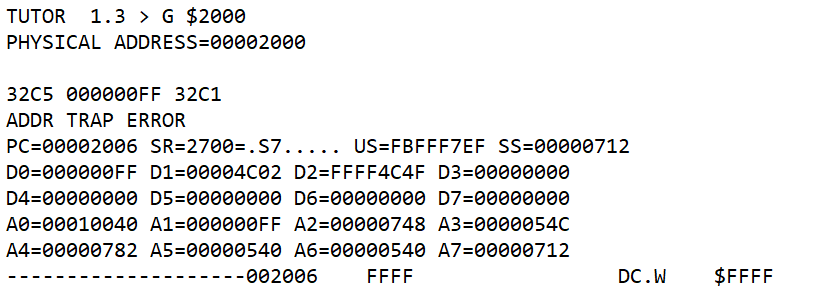 TUTOR  1.3 > G $2000
PHYSICAL ADDRESS=00002000

32C5 000000FF 32C1
ADDR TRAP ERROR
PC=00002006 SR=2700=.S7..... US=FBFFF7EF SS=00000712
D0=000000FF D1=00004C02 D2=FFFF4C4F D3=00000000
D4=00000000 D5=00000000 D6=00000000 D7=00000000
A0=00010040 A1=000000FF A2=00000748 A3=0000054C
A4=00000782 A5=00000540 A6=00000540 A7=00000712
--------------------002006    FFFF                 DC.W    $FFFF